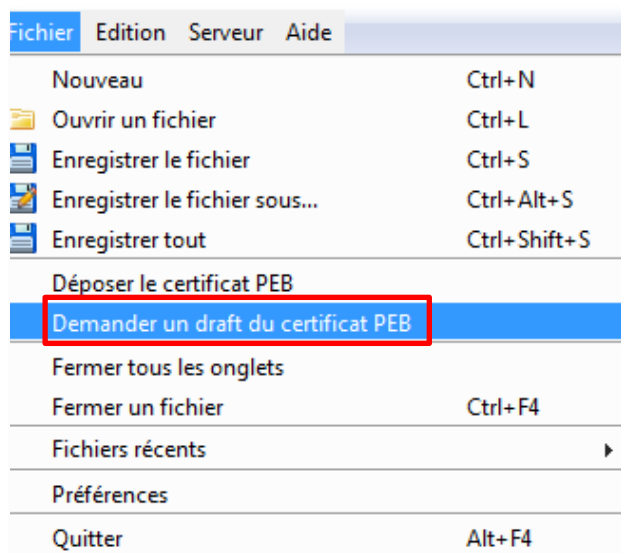 Fichier Edition Serveur Aide
Nouveau Ctrl+N
Ouvrir un fichier Ctrl+L
Enregistrer le fichier Ctrl+S
Enregistrer le fichier sous... Ctrl+Alt+S
Enregistrer tout Ctrl+Shift+S
Déposer le certificat PEB
Demander un draft du certificat PEB
Fermer tous les onglets
Fermer un fichier Ctrl+F4
Fichiers récents
Préférences
Quitter Alt+F4